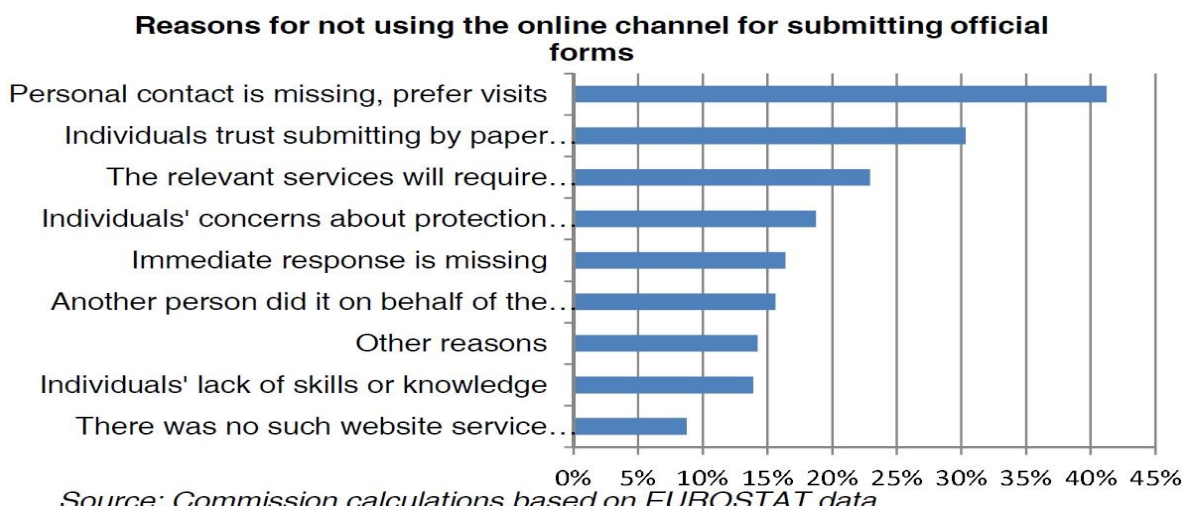 Reasons for not using the online channel for submitting official
forms
Personal contact is missing, prefer visits
Individuals trust submitting by paper…
The relevant services will require…
Individuals' concerns about protection…
Immediate response is missing
Another person did it on behalf of the…
Other reasons
Individuals' lack of skills or knowledge
There was no such website service…
0% 5% 10% 15% 20% 25% 30% 35% 40% 45%
Source: Commission calculations based on EUROSTAT data